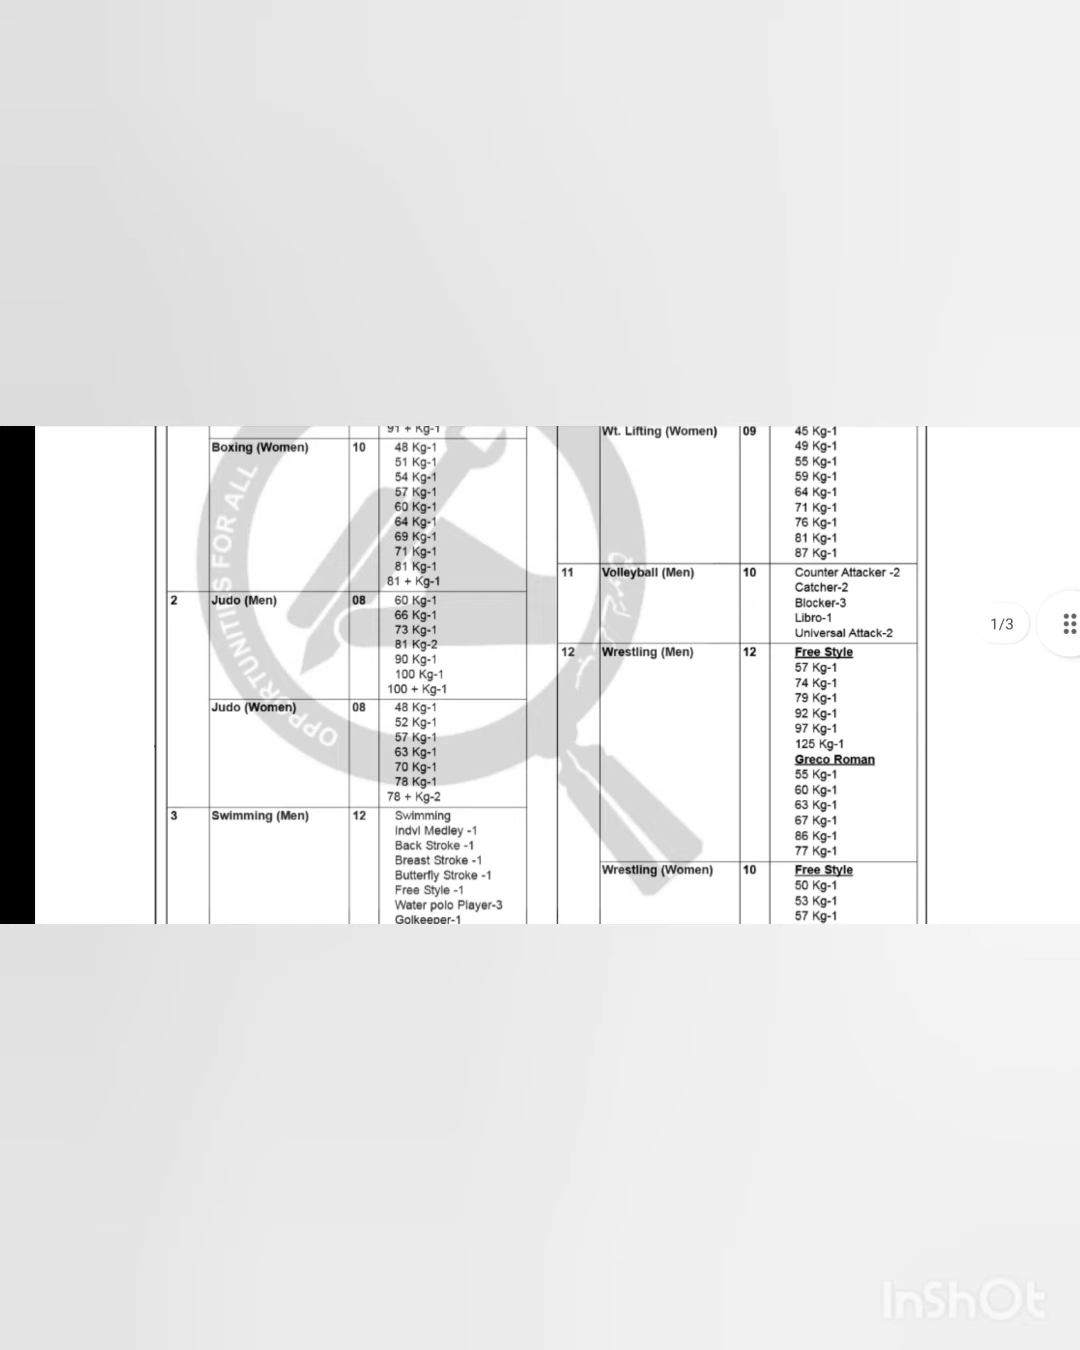 91 + Kg-1
Boxing (Women) 10 48 Kg-1
51 Kg-1
54 Kg-1
57 Kg-1
60 Kg-1
64 Kg-1
69 Kg-1
71 Kg-1
81 Kg-1
81 + Kg-1
2 Judo (Men) 08 60 Kg-1
66 Kg-1
73 Kg-1
81 Kg-2
90 Kg-1
100 Kg-1
100 + Kg-1
Judo (Women) 08 48 Kg-1
52 Kg-1
57 Kg-1
63 Kg-1
70 Kg-1
78 Kg-1
78 + Kg-2
3 Swimming (Men) 12 Swimming
Indvl Medley -1
Back Stroke -1
Breast Stroke -1
Butterfly Stroke -1
Free Style -1
Water polo Player-3
Golkeeper-1
Wt. Lifting (Women) 09 45 Kg-1
49 Kg-1
55 Kg-1
59 Kg-1
64 Kg-1
71 Kg-1
76 Kg-1
81 Kg-1
87 Kg-1
11 Volleyball (Men) 10 Counter Attacker -2
Catcher-2
Blocker-3
Libro-1
Universal Attack-2
12 Wrestling (Men) 12 Free Style
57 Kg-1
74 Kg-1
79 Kg-1
92 Kg-1
97 Kg-1
125 Kg-1
Greco Roman
55 Kg-1
60 Kg-1
63 Kg-1
67 Kg-1
86 Kg-1
77 Kg-1
Wrestling (Women) 10 Free Style
50 Kg-1
53 Kg-1
57 Kg-1
OPPORTUNITIES FOR ALL
1/3
InShOt